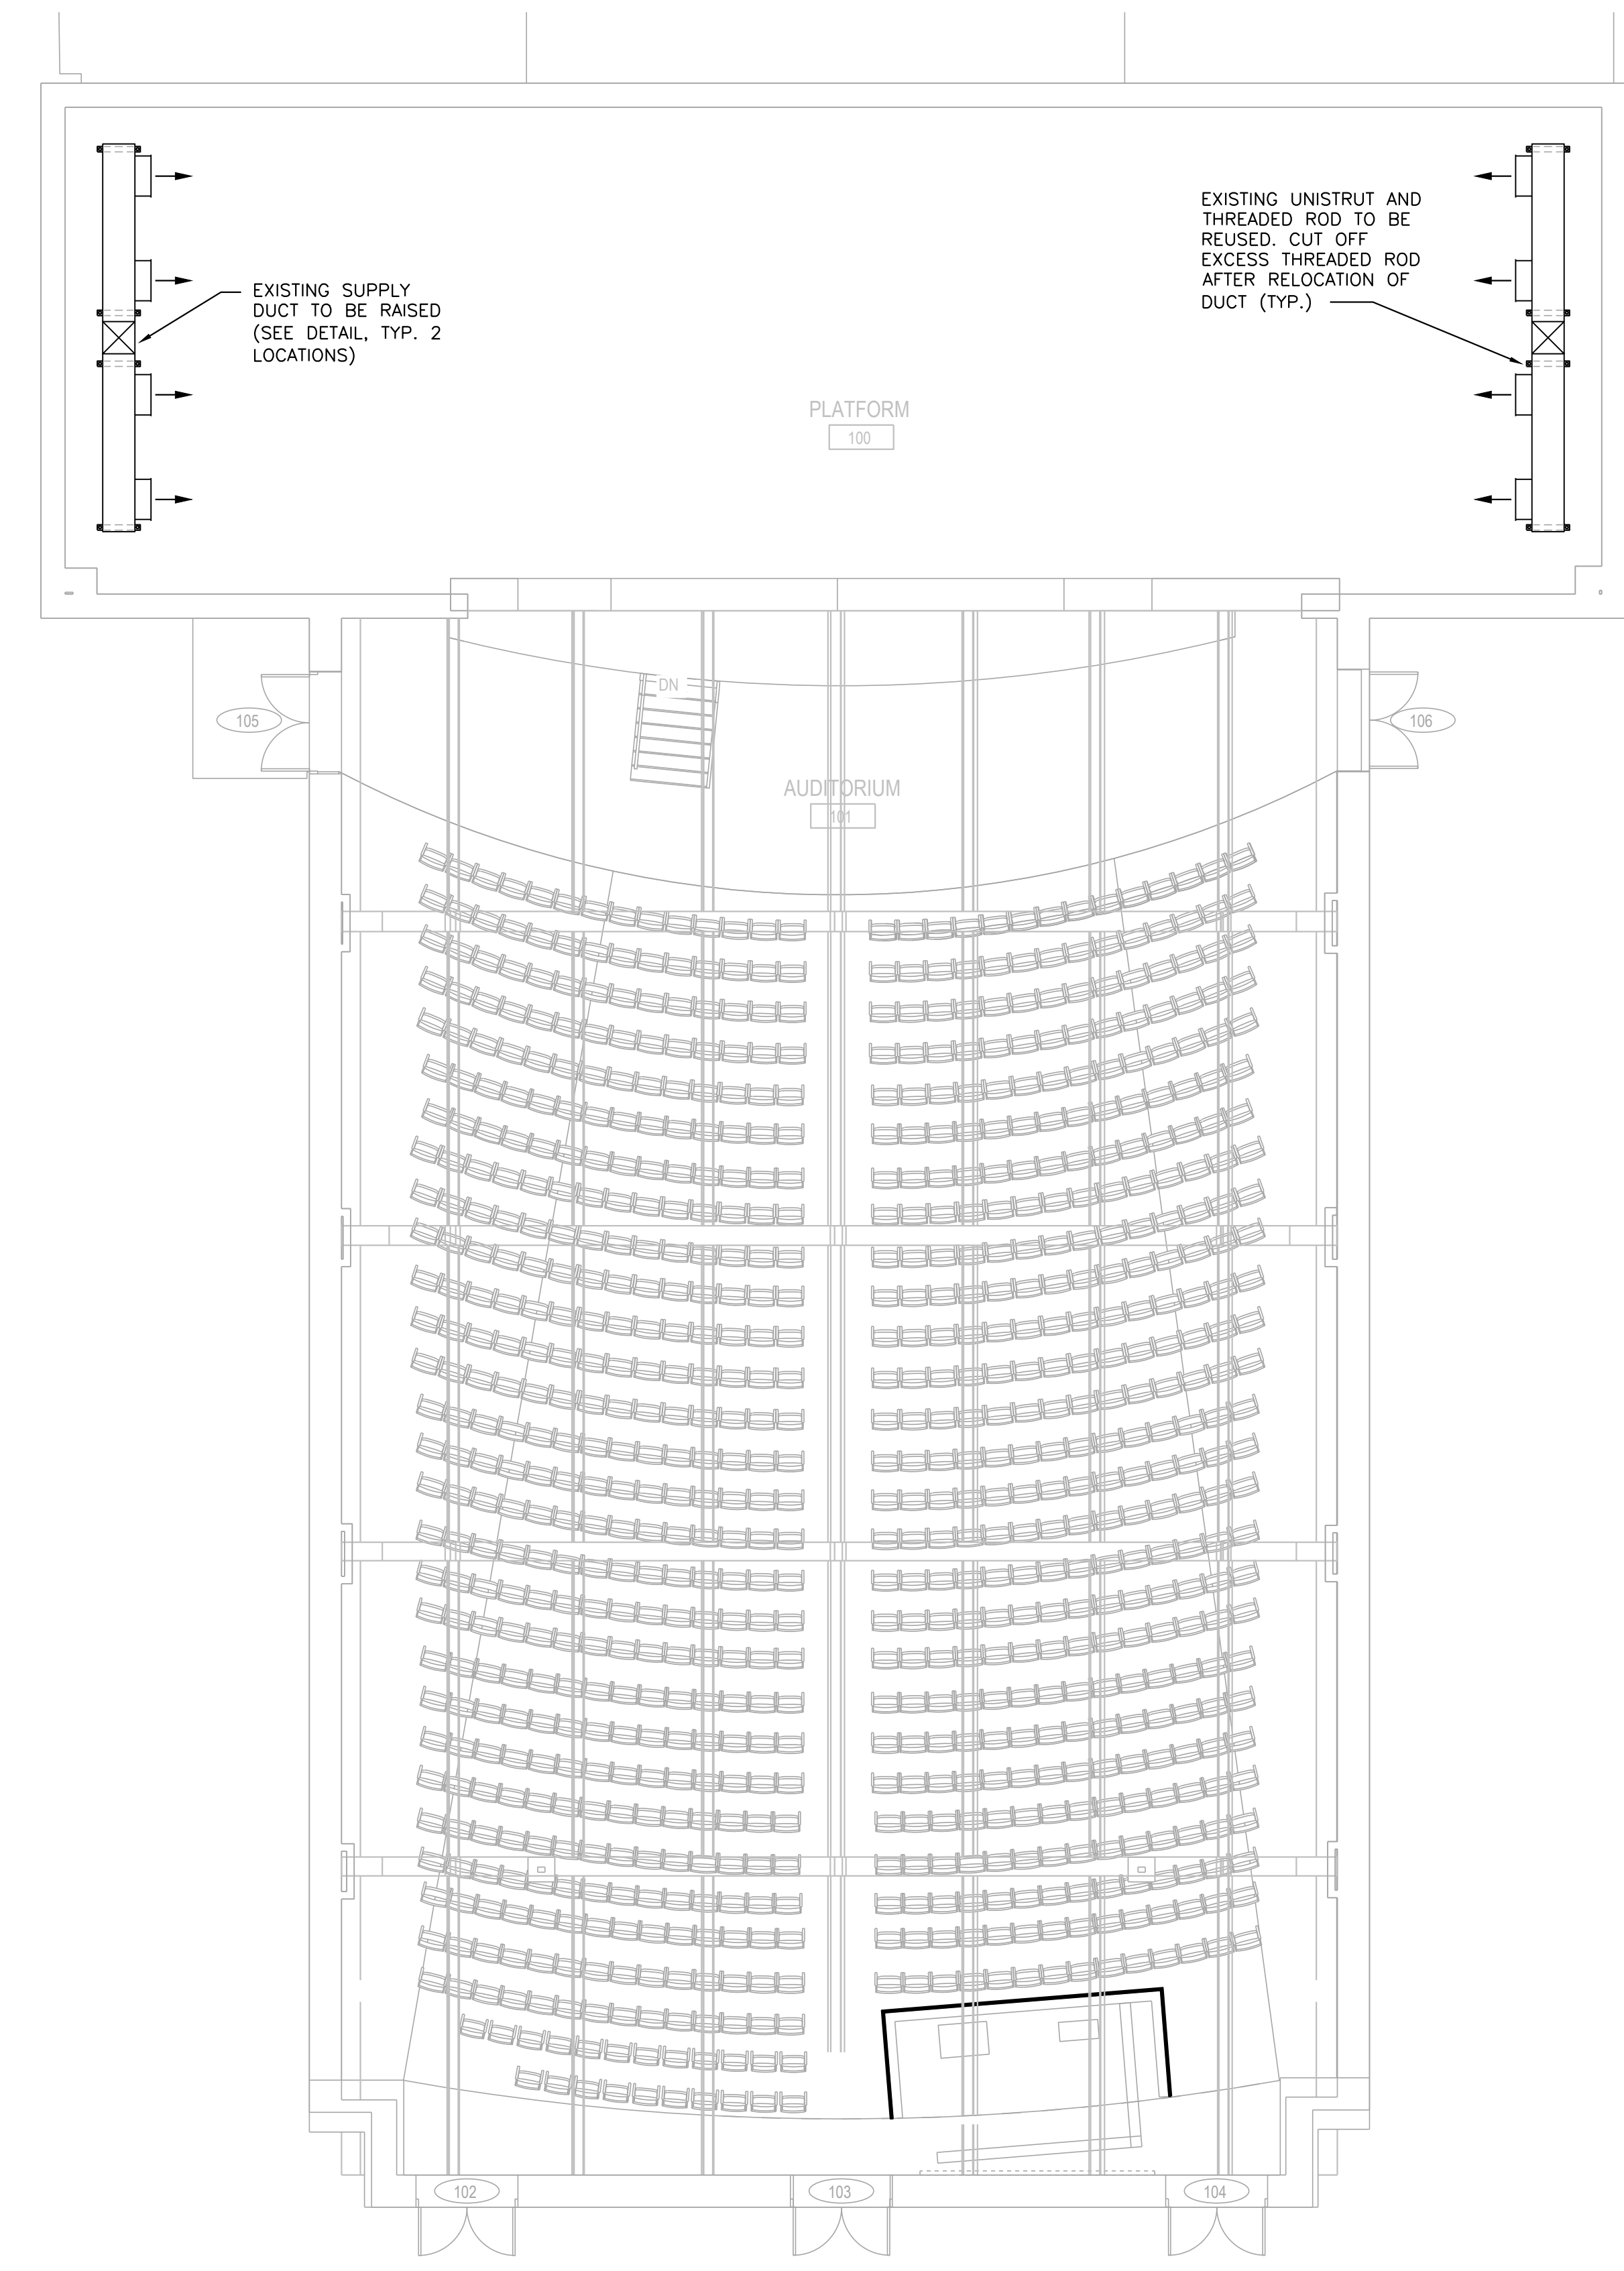 EXISTING UNISTRUT AND
THREADED ROD TO BE
REUSED. CUT OFF
EXCESS THREADED ROD
AFTER RELOCATION OF
DUCT (TYP.)
EXISTING SUPPLY
DUCT TO BE RAISED
(SEE DETAIL, TYP. 2
LOCATIONS)
PLATFORM
100
DN
105
106
AUDITORIUM
101
102
103
104